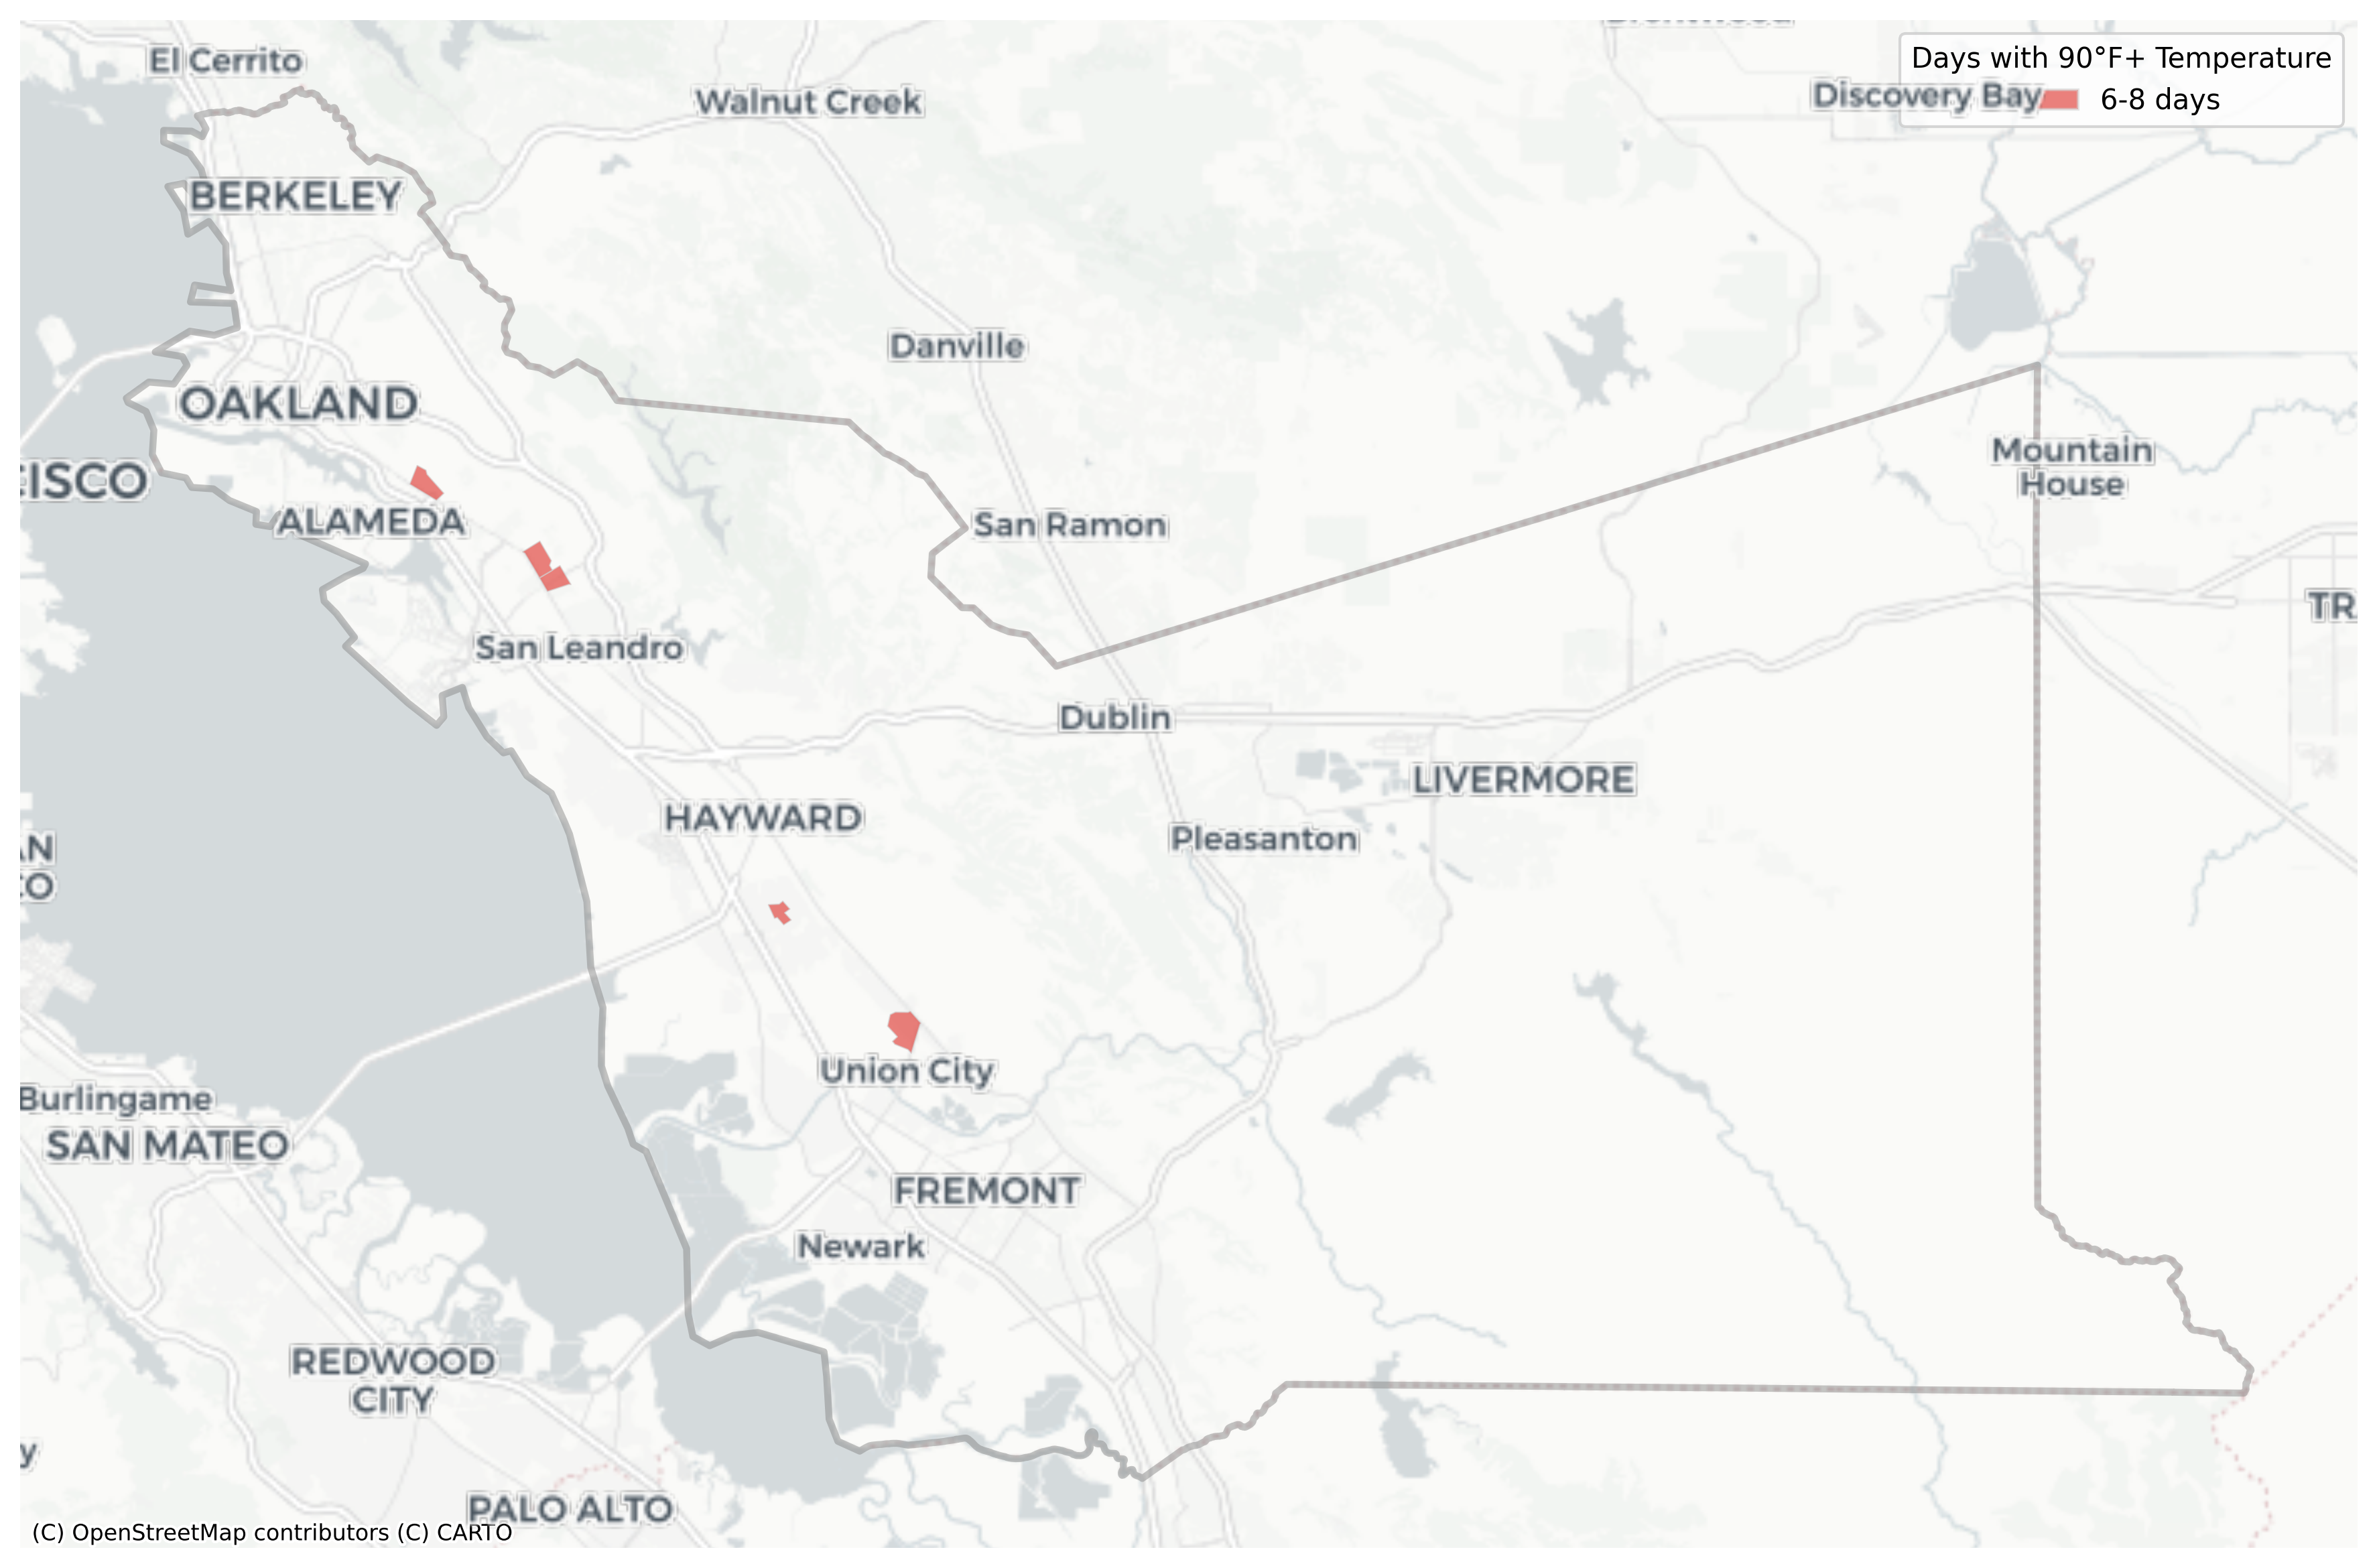 El Cerrito
Walnut Creek
Days with 90°F+ Temperature
Discovery Bay
6-8 days
BERKELEY
Danville
OAKLAND
Mountain
House
CISCO
ALAMEDA
San Ramon
TR
San Leandro
Dublin
LIVERMORE
HAYWARD
Pleasanton
AN
EO
Union City
Burlingame
SAN MATEO
FREMONT
Newark
REDWOOD
CITY
y
PALO ALTO
(C) OpenStreetMap contributors (C) CARTO